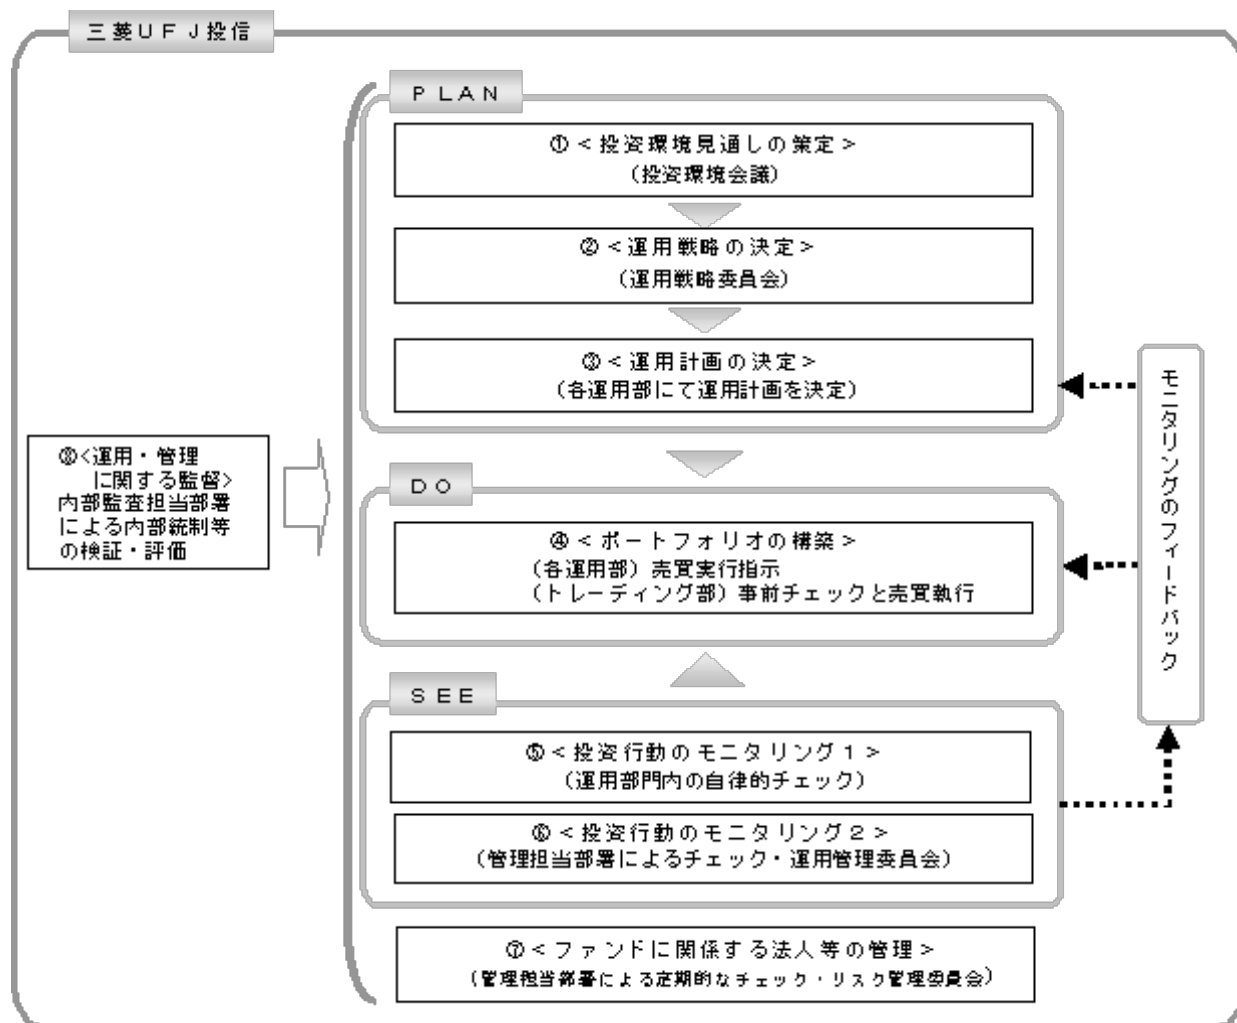 三菱ＵＦＪ投信
ＰＬＡＮ
①＜投資環境見通しの策定＞
（投資環境会議）
②＜運用戦略の決定＞
（運用戦略委員会）
③＜運用計画の決定＞
（各運用部にて運用計画を決定）
モニタリングのフィードバック
⑧<運用・管理
に関する監督>
内部監査担当部署
による内部統制等
の検証・評価
ＤＯ
④＜ポートフォリオの構築＞
（各運用部）売買実行指示
（トレーディング部）事前チェックと売買執行
ＳＥＥ
⑤＜投資行動のモニタリング１＞
（運用部門内の自律的チェック）
⑥＜投資行動のモニタリング２＞
（管理担当部署によるチェック・運用管理委員会）
⑦＜ファンドに関係する法人等の管理＞
（管理担当部署による定期的なチェック・リスク管理委員会）